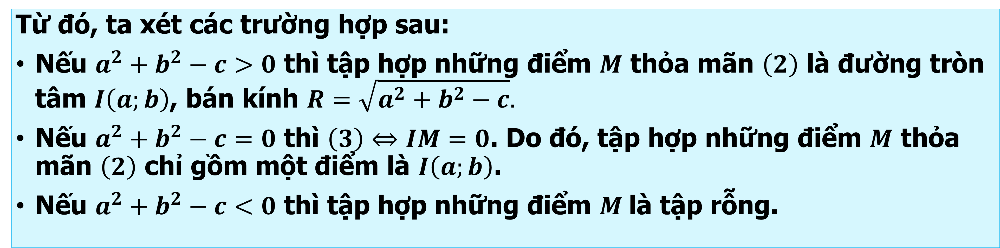 Từ đó, ta xét các trường hợp sau:
• Nếu $a^2 + b^2 - c > 0$ thì tập hợp những điểm $M$ thỏa mãn $(2)$ là đường tròn
tâm $I(a; b)$, bán kính $R = \sqrt{a^2 + b^2 - c}$.
• Nếu $a^2 + b^2 - c = 0$ thì $(3) \Leftrightarrow IM = 0$. Do đó, tập hợp những điểm $M$ thỏa
mãn $(2)$ chỉ gồm một điểm là $I(a; b)$.
• Nếu $a^2 + b^2 - c < 0$ thì tập hợp những điểm $M$ là tập rỗng.